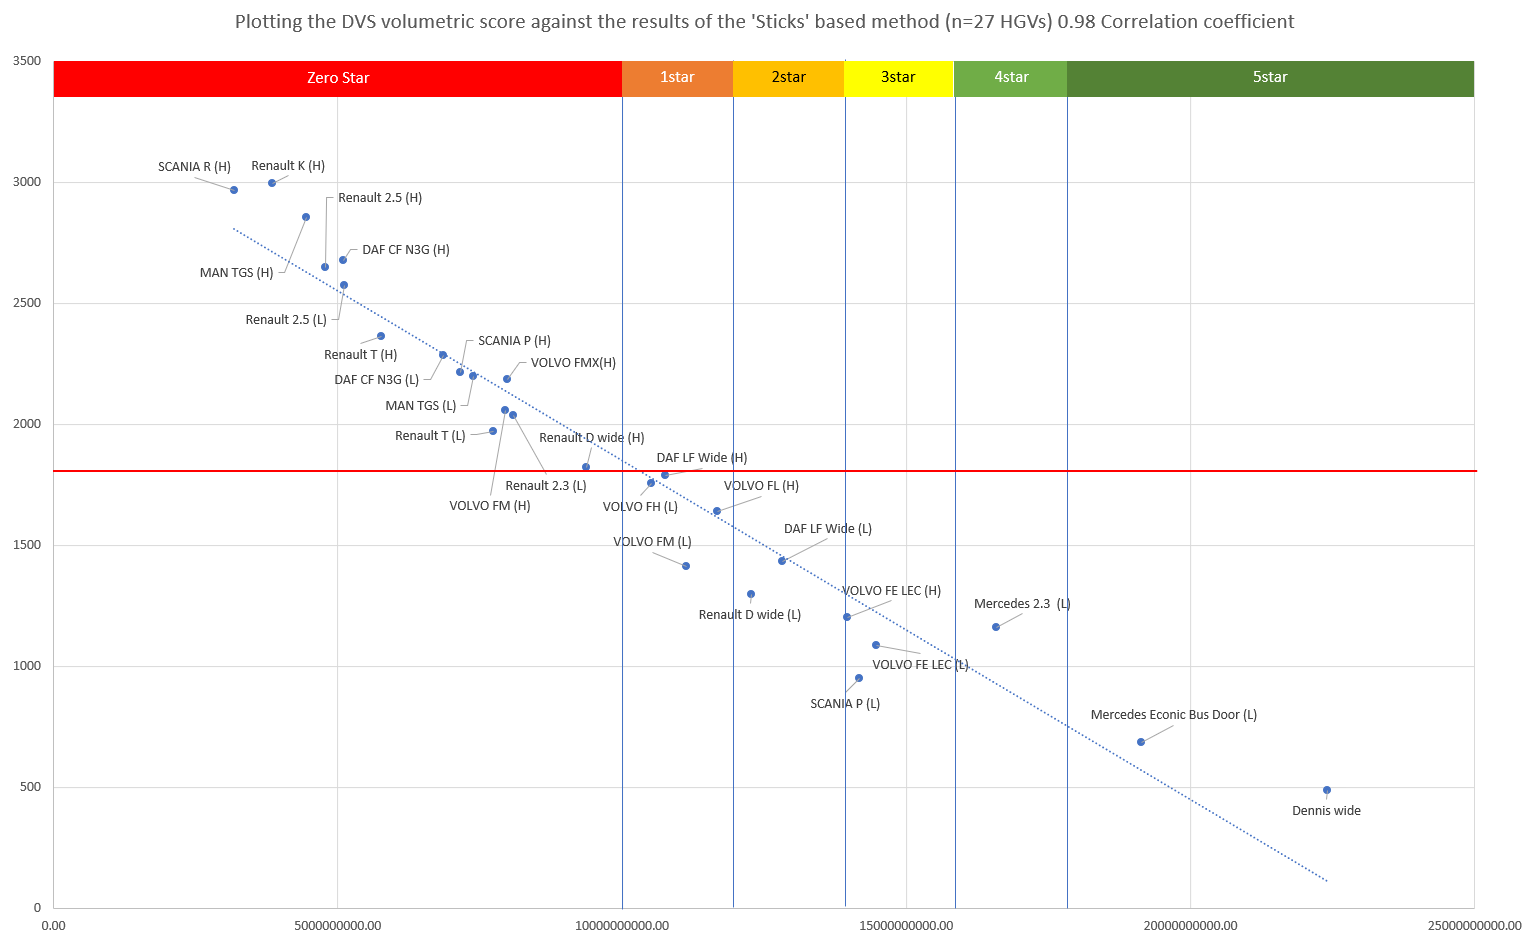 Plotting the DVS volumetric score against the results of the 'Sticks' based method (n=27 HGVs) 0.98 Correlation coefficient
3500
Zero Star
1star
2star
3star
4star
5star
SCANIA R (H)
Renault K (H)
3000
Renault 2.5 (H)
DAF CF N3G (H)
MAN TGS (H)
2500
Renault 2.5 (L)
SCANIA P (H)
Renault T (H)
VOLVO FMX(H)
DAF CF N3G (L)
MAN TGS (L)
2000
Renault T (L)
Renault D wide (H)
DAF LF Wide (H)
Renault 2.3 (L)
VOLVO FL (H)
VOLVO FM (H)
VOLVO FH (L)
DAF LF Wide (L)
1500
VOLVO FM (L)
VOLVO FE LEC (H)
Mercedes 2.3 (L)
Renault D wide (L)
1000
VOLVO FE LEC (L)
SCANIA P (L)
Mercedes Econic Bus Door (L)
500
Dennis wide
0
0.00
5000000000.00
10000000000.00
15000000000.00
20000000000.00
25000000000.00